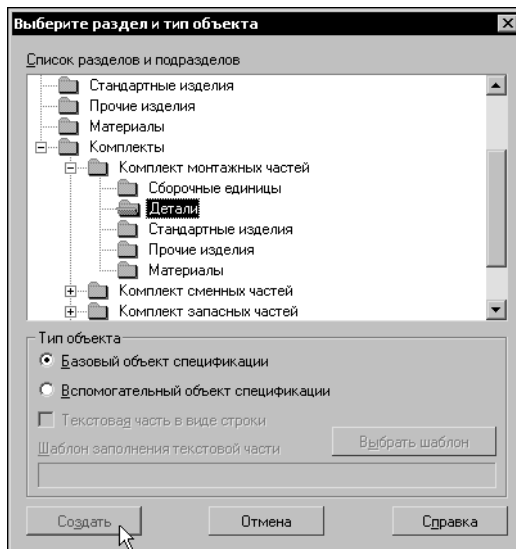 Выберите раздел и тип объекта
Список разделов и подразделов
Стандартные изделия
Прочие изделия
Материалы
Комплекты
Комплект монтажных частей
Сборочные единицы
Детали
Стандартные изделия
Прочие изделия
Материалы
Комплект сменных частей
Комплект запасных частей
Тип объекта
Базовый объект спецификации
Вспомогательный объект спецификации
Текстовая часть в виде строки
Шаблон заполнения текстовой части
Выбрать шаблон
Создать Отмена Справка